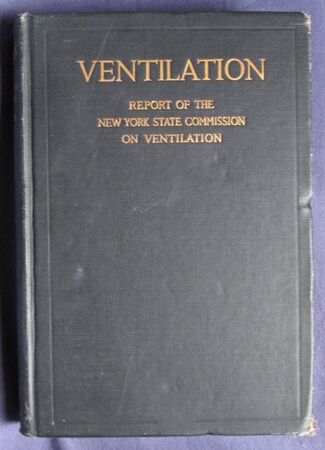 VENTILATION
REPORT OF THE
NEW YORK STATE COMMISSION
ON VENTILATION